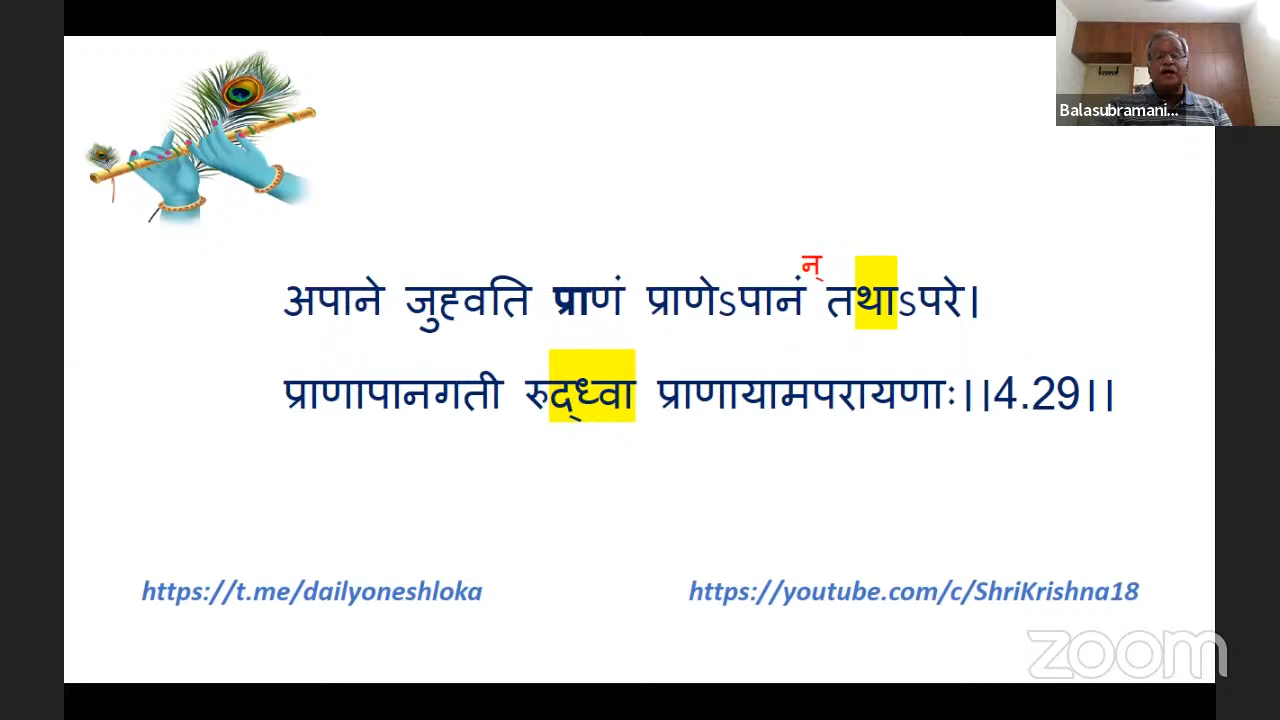 Balasubramani...
न्
अपाने जुह्वति प्राणं प्राणेऽपानं तथाऽपरे।
प्राणापानगती रुद्ध्वा प्राणायामपरायणाः।।4.29।।
https://t.me/dailyoneshloka
https://youtube.com/c/ShriKrishna18
zoom